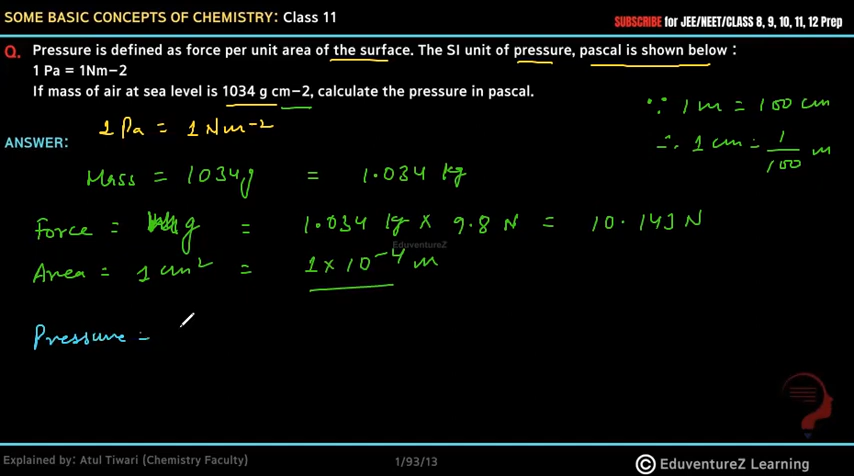 SOME BASIC CONCEPTS OF CHEMISTRY: Class 11
SUBSCRIBE for JEE/NEET/CLASS 8, 9, 10, 11, 12 Prep
Q. Pressure is defined as force per unit area of the surface. The SI unit of pressure, pascal is shown below :
1 Pa = 1Nm−2
If mass of air at sea level is 1034 g cm−2, calculate the pressure in pascal.
∵ 1 m = 100 cm
∴ 1 cm = 1/100 m
1 Pa = 1 Nm−2
ANSWER:
Mass = 1034g = 1.034 kg
Force = g = 1.034 kg × 9.8 N = 10.143 N
EduventureZ
Area = 1 cm² = 1 × 10⁻⁴ m
Pressure =
Explained by: Atul Tiwari (Chemistry Faculty)
1/93/13
© EduventureZ Learning